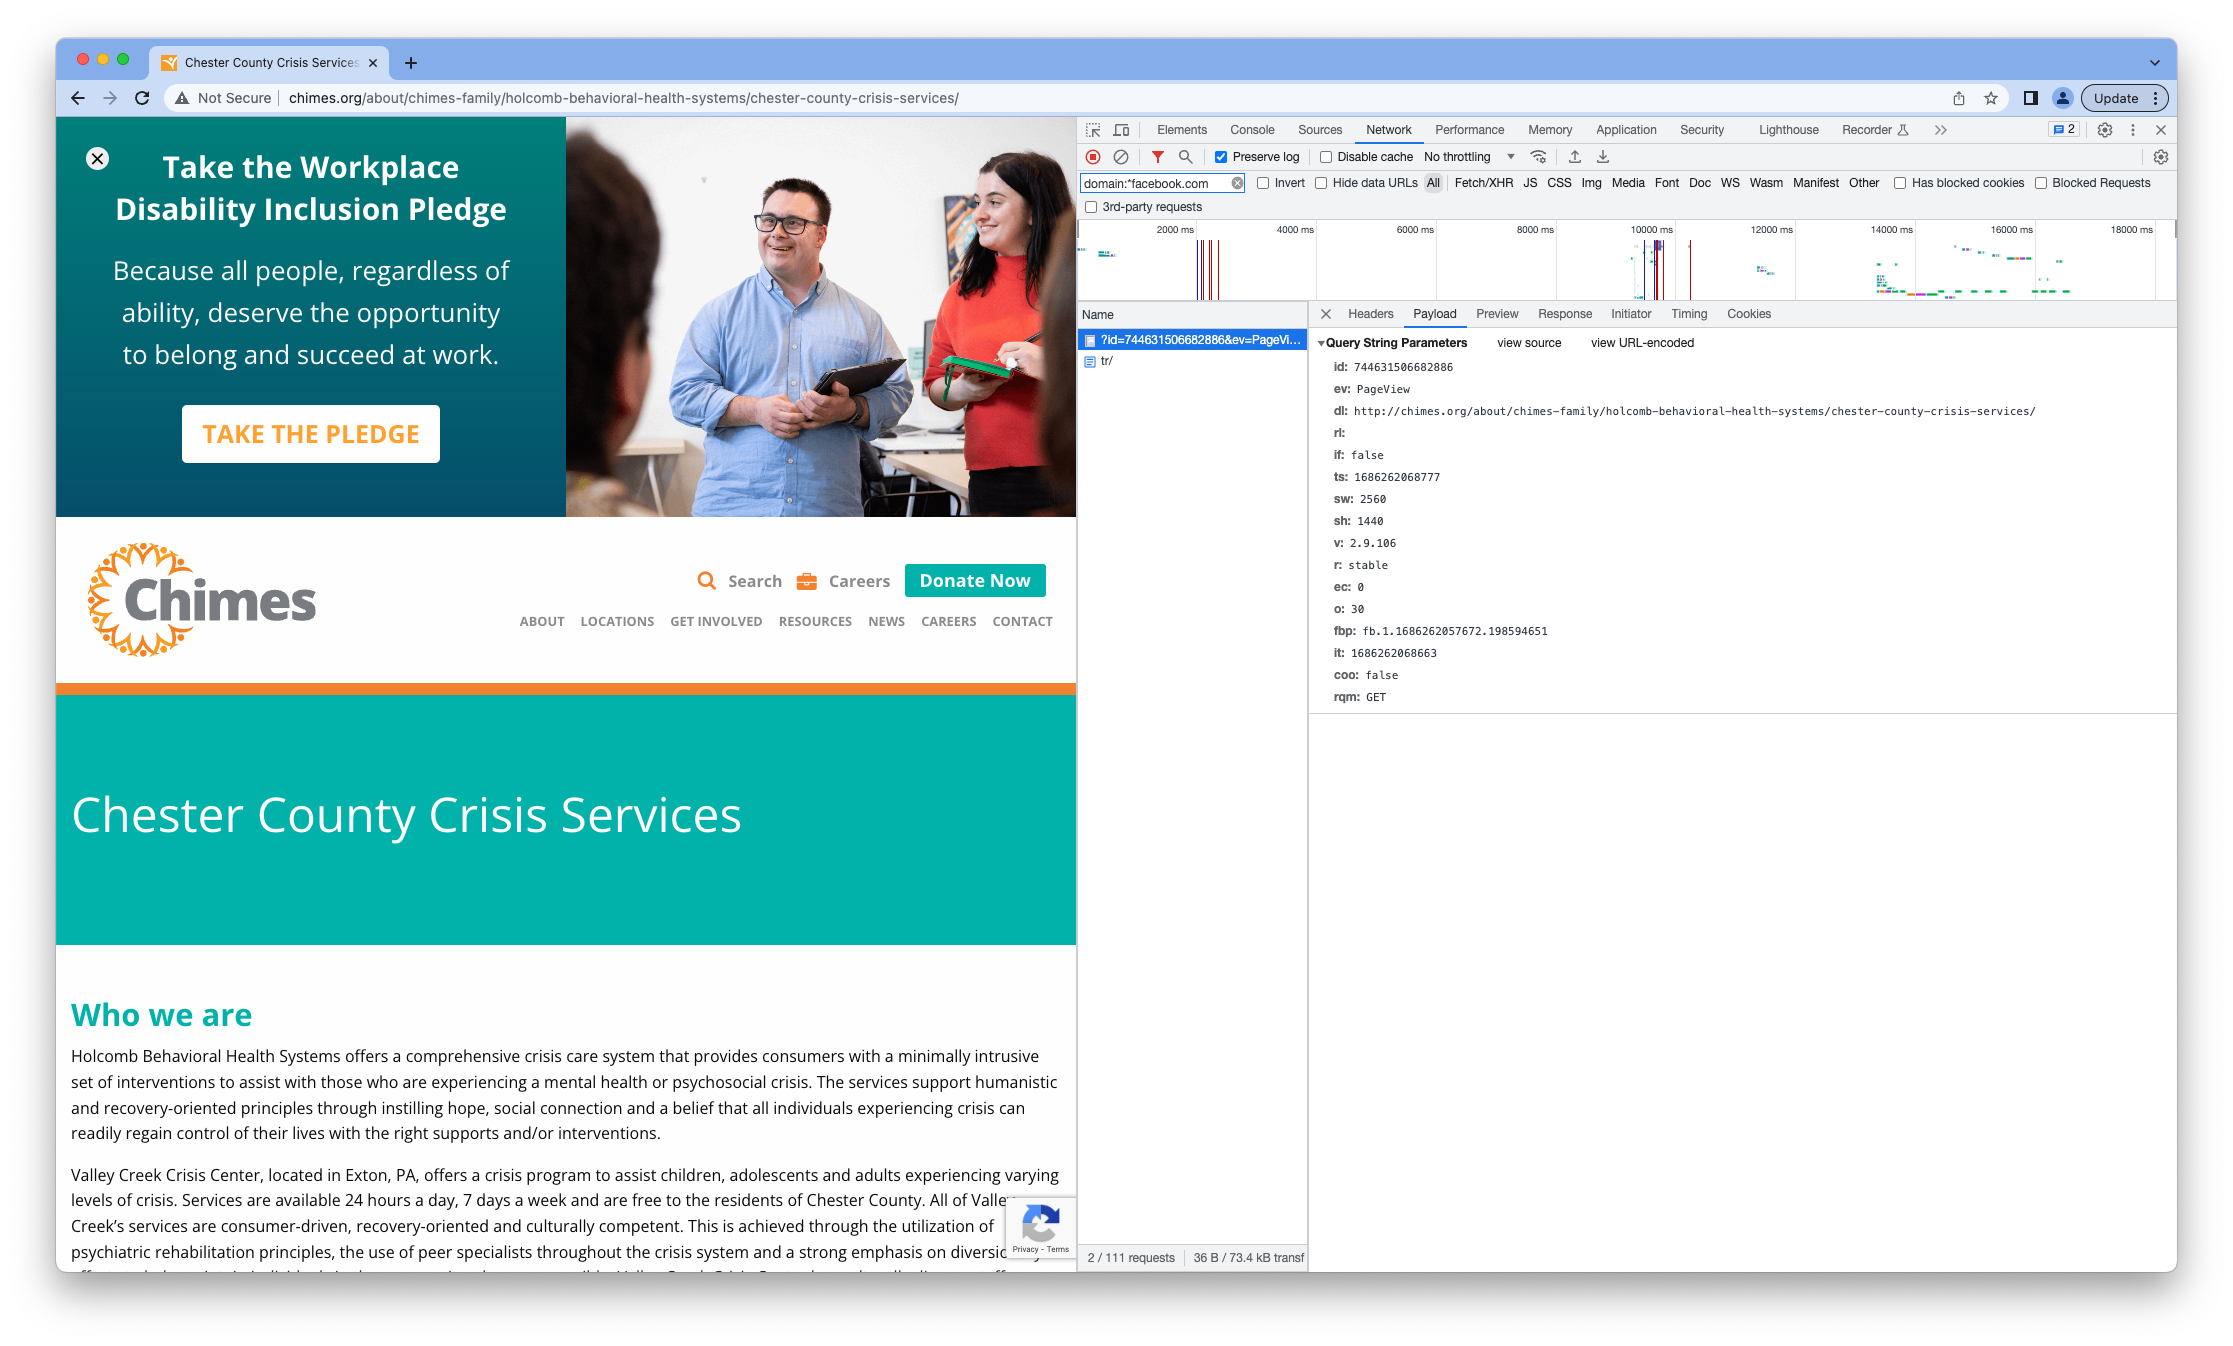 Chester County Crisis Services
Not Secure
chimes.org/about/chimes-family/holcomb-behavioral-health-systems/chester-county-crisis-services/
Update
Take the Workplace
Disability Inclusion Pledge
Because all people, regardless of
ability, deserve the opportunity
to belong and succeed at work.
TAKE THE PLEDGE
Chimes
Search Careers Donate Now
ABOUT LOCATIONS GET INVOLVED RESOURCES NEWS CAREERS CONTACT
Chester County Crisis Services
Who we are
Holcomb Behavioral Health Systems offers a comprehensive crisis care system that provides consumers with a minimally intrusive
set of interventions to assist with those who are experiencing a mental health or psychosocial crisis. The services support humanistic
and recovery-oriented principles through instilling hope, social connection and a belief that all individuals experiencing crisis can
readily regain control of their lives with the right supports and/or interventions.
Valley Creek Crisis Center, located in Exton, PA, offers a crisis program to assist children, adolescents and adults experiencing varying
levels of crisis. Services are available 24 hours a day, 7 days a week and are free to the residents of Chester County. All of Valley
Creek’s services are consumer-driven, recovery-oriented and culturally competent. This is achieved through the utilization of
psychiatric rehabilitation principles, the use of peer specialists throughout the crisis system and a strong emphasis on
Privacy - Terms
Elements Console Sources Network Performance Memory Application Security Lighthouse Recorder 2
Preserve log Disable cache No throttling
domain:*facebook.com Invert Hide data URLs All Fetch/XHR JS CSS Img Media Font Doc WS Wasm Manifest Other Has blocked cookies Blocked Requests
3rd-party requests
2000 ms 4000 ms 6000 ms 8000 ms 10000 ms 12000 ms 14000 ms 16000 ms 18000 ms
Name
?id=744631506682886&ev=PageVi...
tr/
2 / 111 requests 36 B / 73.4 kB transf
Headers Payload Preview Response Initiator Timing Cookies
Query String Parameters view source view URL-encoded
id: 744631506682886
ev: PageView
dl: http://chimes.org/about/chimes-family/holcomb-behavioral-health-systems/chester-county-crisis-services/
rl:
if: false
ts: 1686262068777
sw: 2560
sh: 1440
v: 2.9.106
r: stable
ec: 0
o: 30
fbp: fb.1.1686262057672.198594651
it: 1686262068663
coo: false
rqm: GET